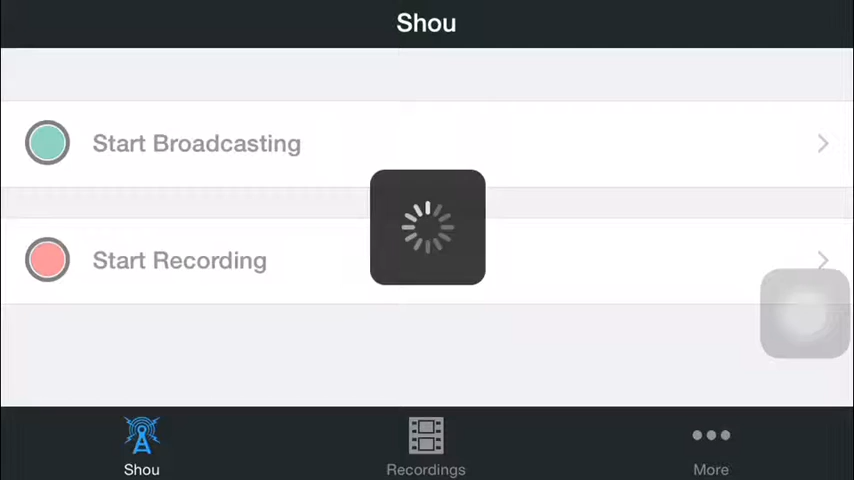 Shou
Start Broadcasting
Start Recording
Shou
Recordings
More